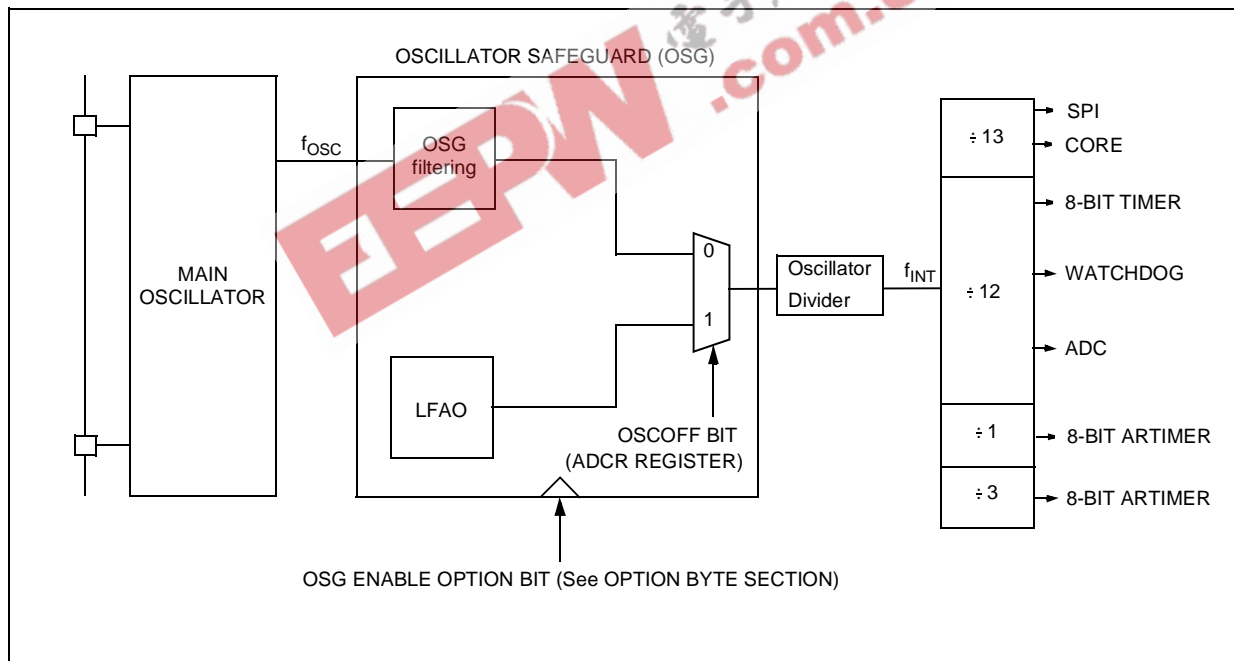 OSCILLATOR SAFEGUARD (OSG)
MAIN
OSCILLATOR
fOSC
OSG
filtering
LFAO
0
1
OSCOFF BIT
(ADCR REGISTER)
Oscillator
Divider
fINT
÷ 13
÷ 12
÷ 1
÷ 3
SPI
CORE
8-BIT TIMER
WATCHDOG
ADC
8-BIT ARTIMER
8-BIT ARTIMER
OSG ENABLE OPTION BIT (See OPTION BYTE SECTION)
EEPW
.com.